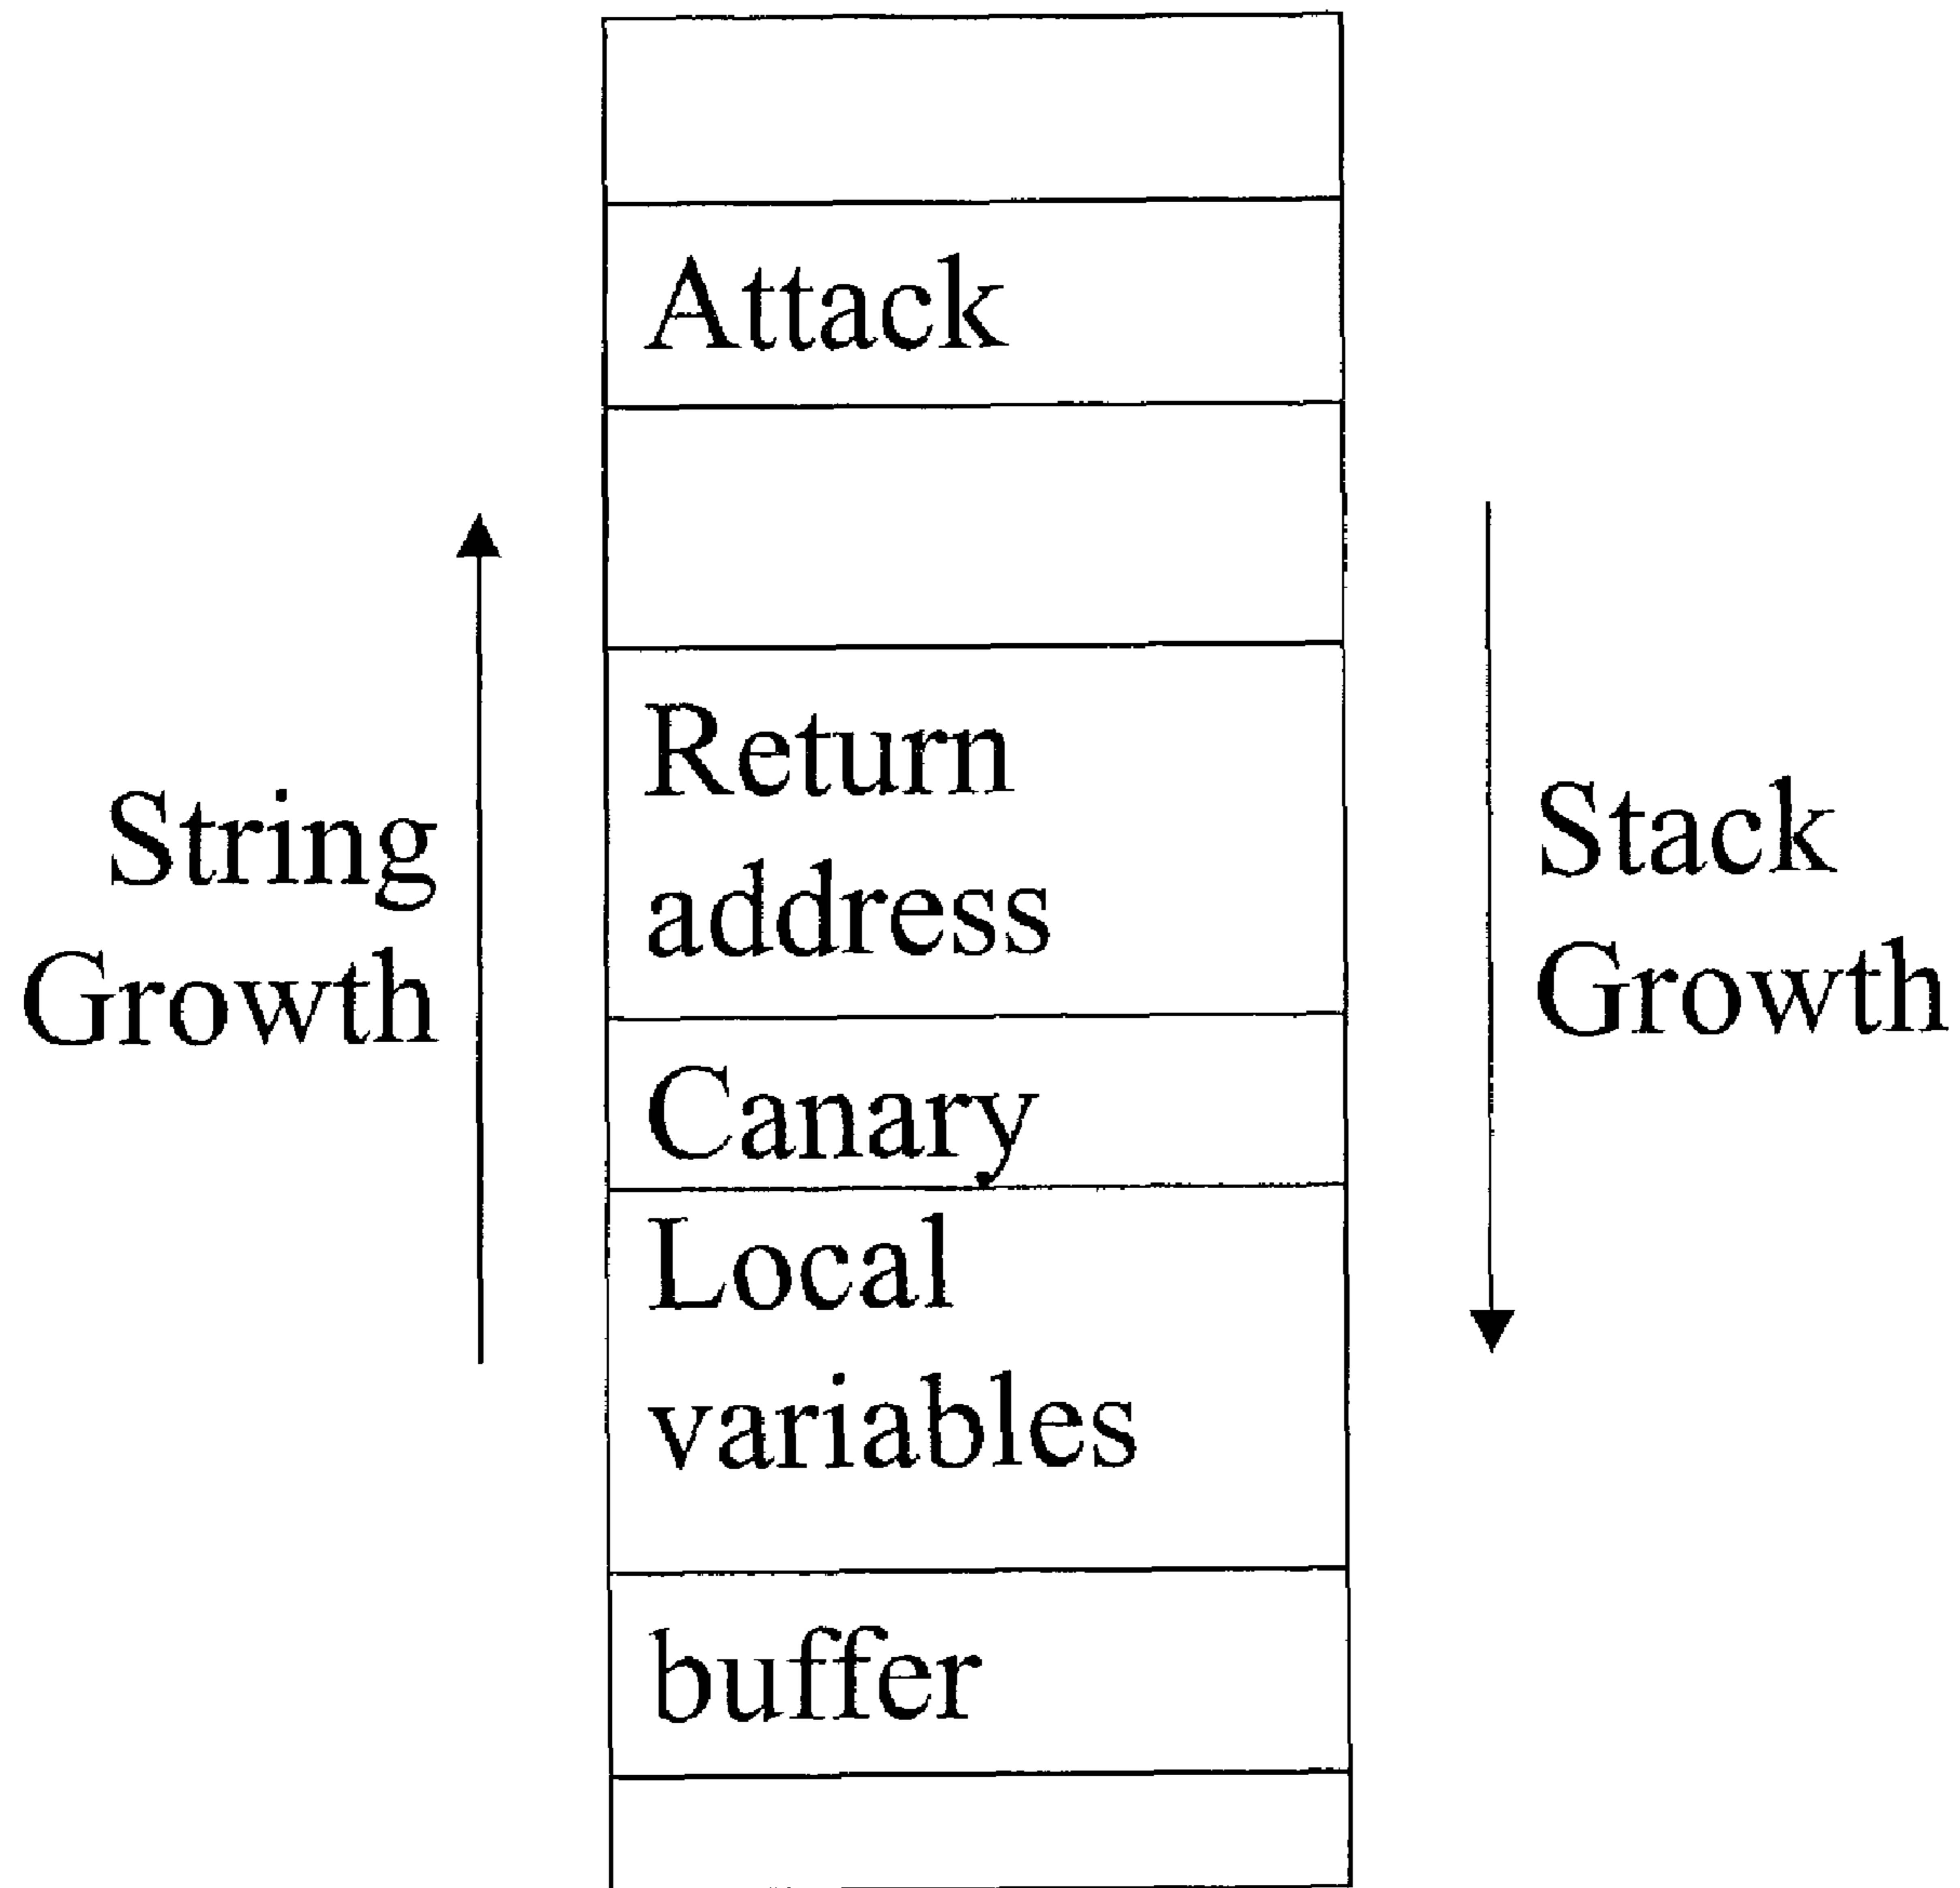 Attack
Return
address
String
Growth
Stack
Growth
Canary
Local
variables
buffer